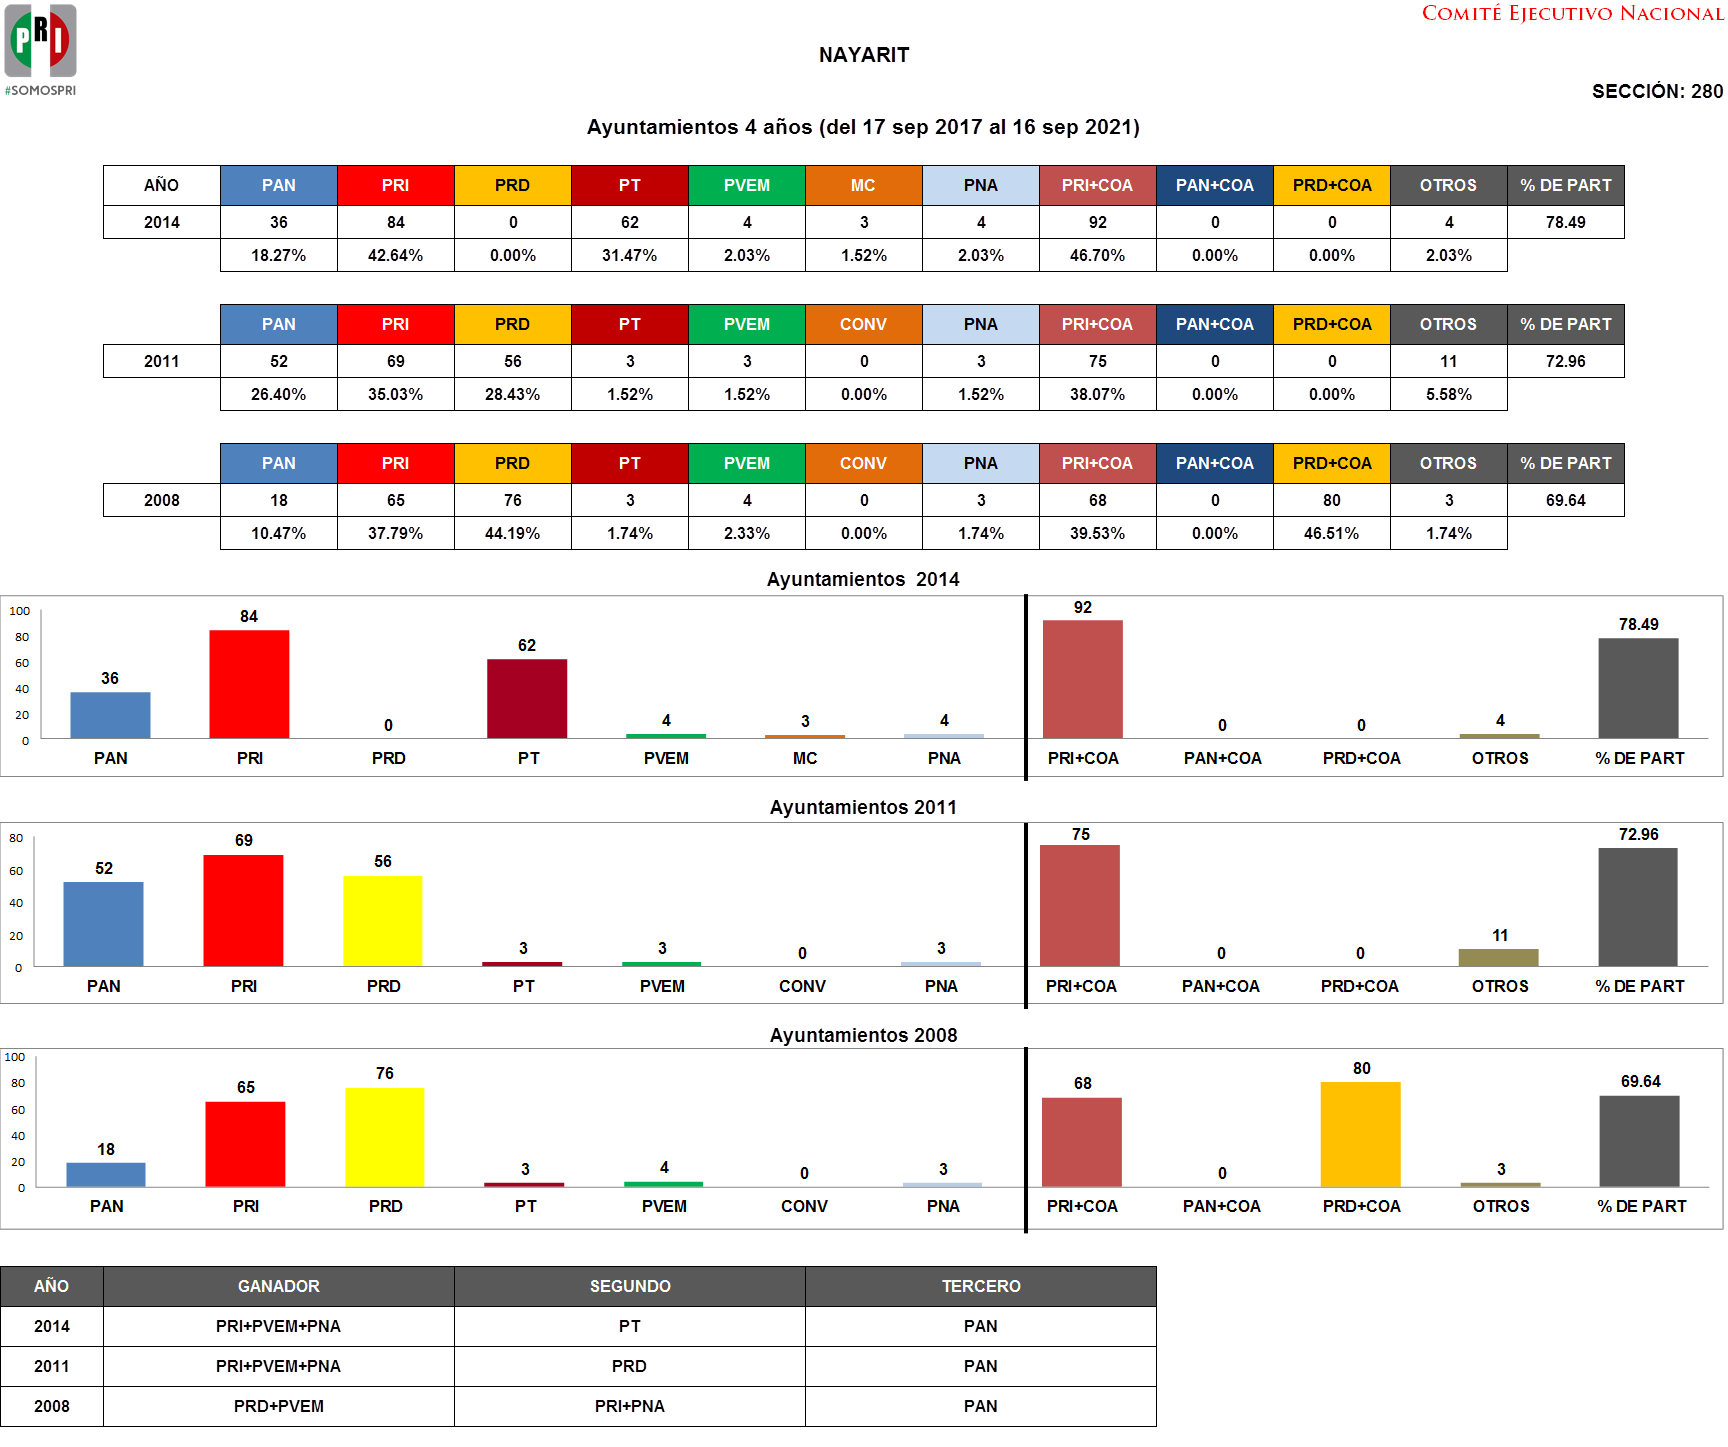 PRI
#SOMOSPRI
COMITÉ EJECUTIVO NACIONAL
NAYARIT
SECCIÓN: 280
Ayuntamientos 4 años (del 17 sep 2017 al 16 sep 2021)
AÑO PAN PRI PRD PT PVEM MC PNA PRI+COA PAN+COA PRD+COA OTROS % DE PART
2014 36 84 0 62 4 3 4 92 0 0 4 78.49
18.27% 42.64% 0.00% 31.47% 2.03% 1.52% 2.03% 46.70% 0.00% 0.00% 2.03%
PAN PRI PRD PT PVEM CONV PNA PRI+COA PAN+COA PRD+COA OTROS % DE PART
2011 52 69 56 3 3 0 3 75 0 0 11 72.96
26.40% 35.03% 28.43% 1.52% 1.52% 0.00% 1.52% 38.07% 0.00% 0.00% 5.58%
PAN PRI PRD PT PVEM CONV PNA PRI+COA PAN+COA PRD+COA OTROS % DE PART
2008 18 65 76 3 4 0 3 68 0 80 3 69.64
10.47% 37.79% 44.19% 1.74% 2.33% 0.00% 1.74% 39.53% 0.00% 46.51% 1.74%
Ayuntamientos 2014
100
80
60
40
20
0
36 84 0 62 4 3 4 92 0 0 4 78.49
PAN PRI PRD PT PVEM MC PNA PRI+COA PAN+COA PRD+COA OTROS % DE PART
Ayuntamientos 2011
80
60
40
20
0
52 69 56 3 3 0 3 75 0 0 11 72.96
PAN PRI PRD PT PVEM CONV PNA PRI+COA PAN+COA PRD+COA OTROS % DE PART
Ayuntamientos 2008
100
80
60
40
20
0
18 65 76 3 4 0 3 68 0 80 3 69.64
PAN PRI PRD PT PVEM CONV PNA PRI+COA PAN+COA PRD+COA OTROS % DE PART
AÑO GANADOR SEGUNDO TERCERO
2014 PRI+PVEM+PNA PT PAN
2011 PRI+PVEM+PNA PRD PAN
2008 PRD+PVEM PRI+PNA PAN